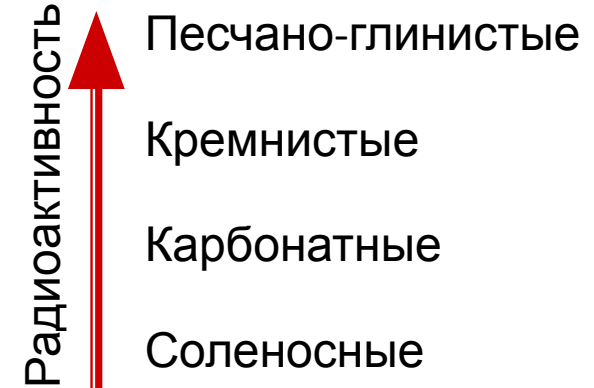 Радиоактивность
Песчано-глинистые
Кремнистые
Карбонатные
Соленосные